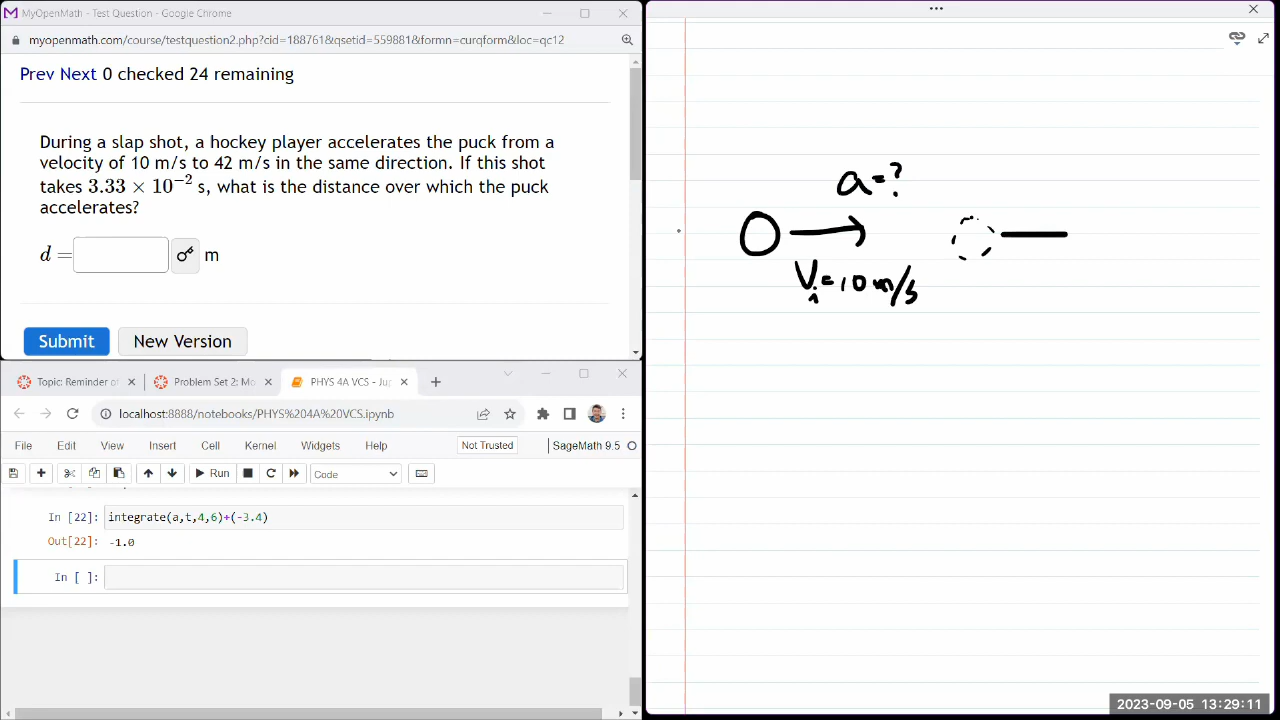 MyOpenMath - Test Question - Google Chrome
myopenmath.com/course/testquestion2.php?cid=188761&qsetid=559881&formn=curqform&loc=qc12
Prev Next 0 checked 24 remaining
During a slap shot, a hockey player accelerates the puck from a
velocity of 10 m/s to 42 m/s in the same direction. If this shot
takes 3.33 × 10⁻² s, what is the distance over which the puck
accelerates?
d = m
Submit New Version
Topic: Reminder of
Problem Set 2: Mo
PHYS 4A VCS - Ju
localhost:8888/notebooks/PHYS%204A%20VCS.ipynb
File Edit View Insert Cell Kernel Widgets Help Not Trusted SageMath 9.5
Run Code
In [22]: integrate(a,t,4,6)+(-3.4)
Out[22]: -1.0
In [ ]:
a=?
Vi=10 m/s
2023-09-05 13:29:11